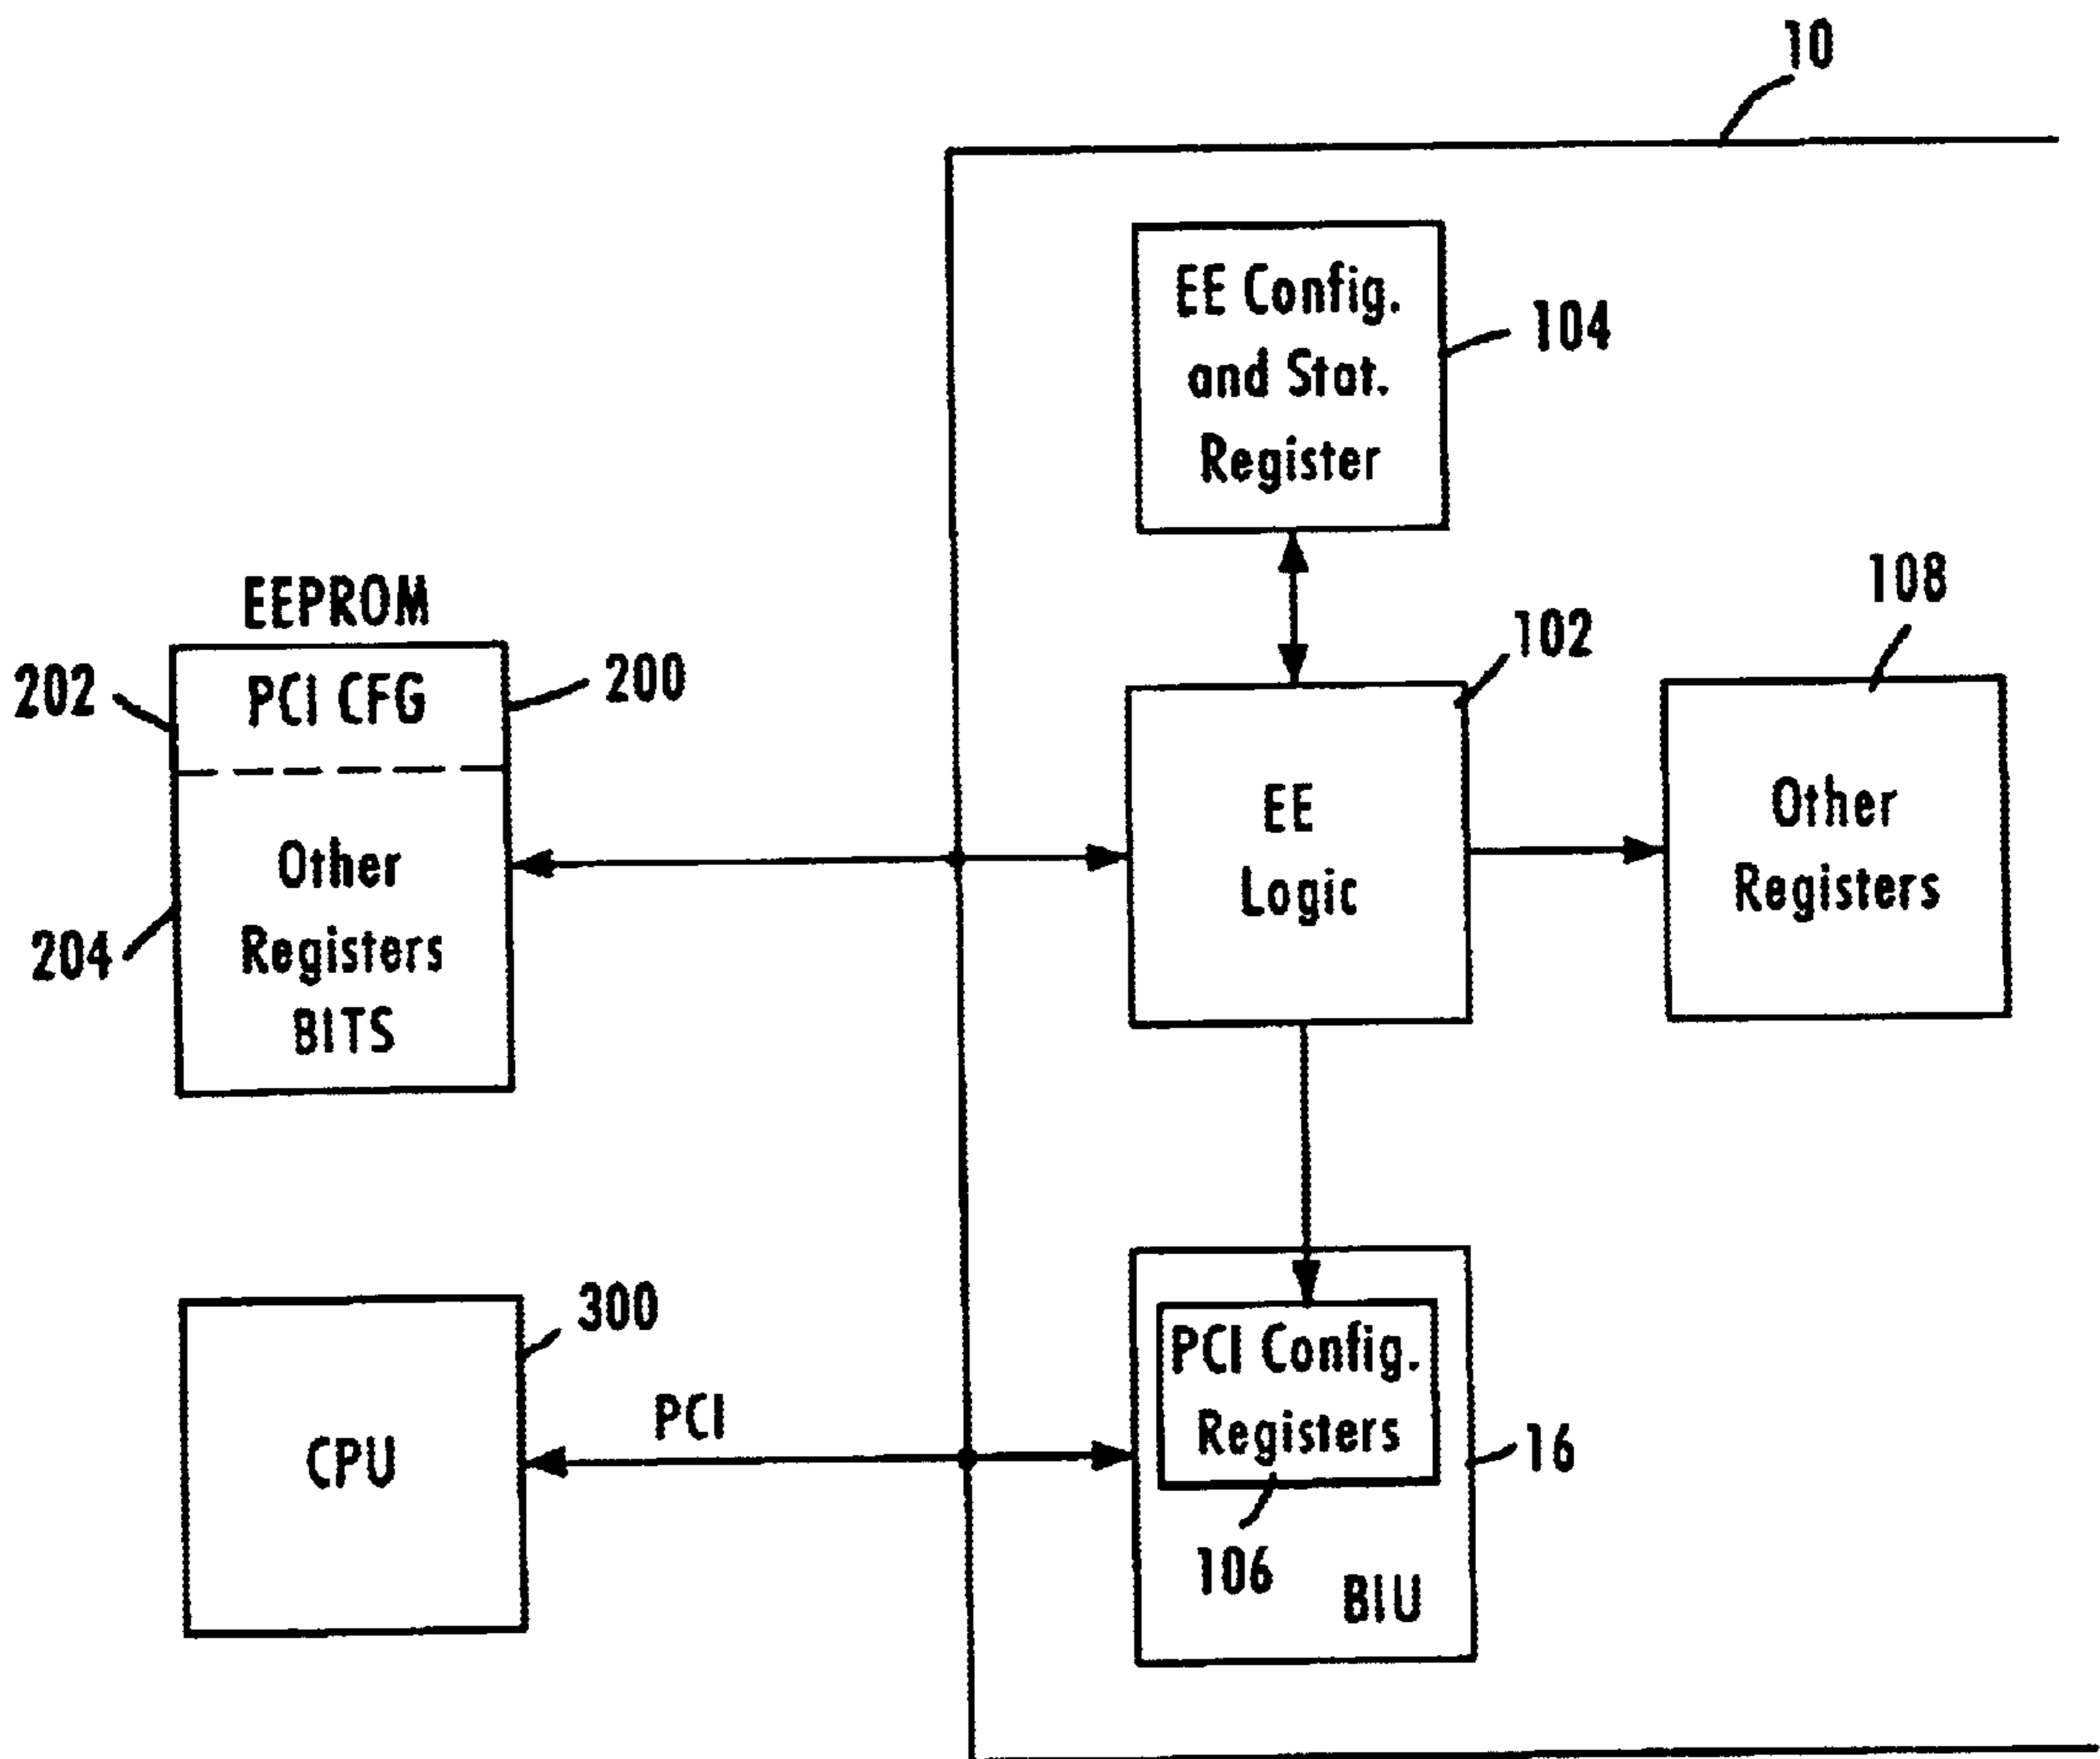 10
EE Config.
and Stat.
Register
104
EEPROM
108
102
202
PCI CFG
200
EE
Logic
Other
Registers
Other
Registers
BITS
204
300
CPU
PCI
PCI Config.
Registers
16
106
BIU